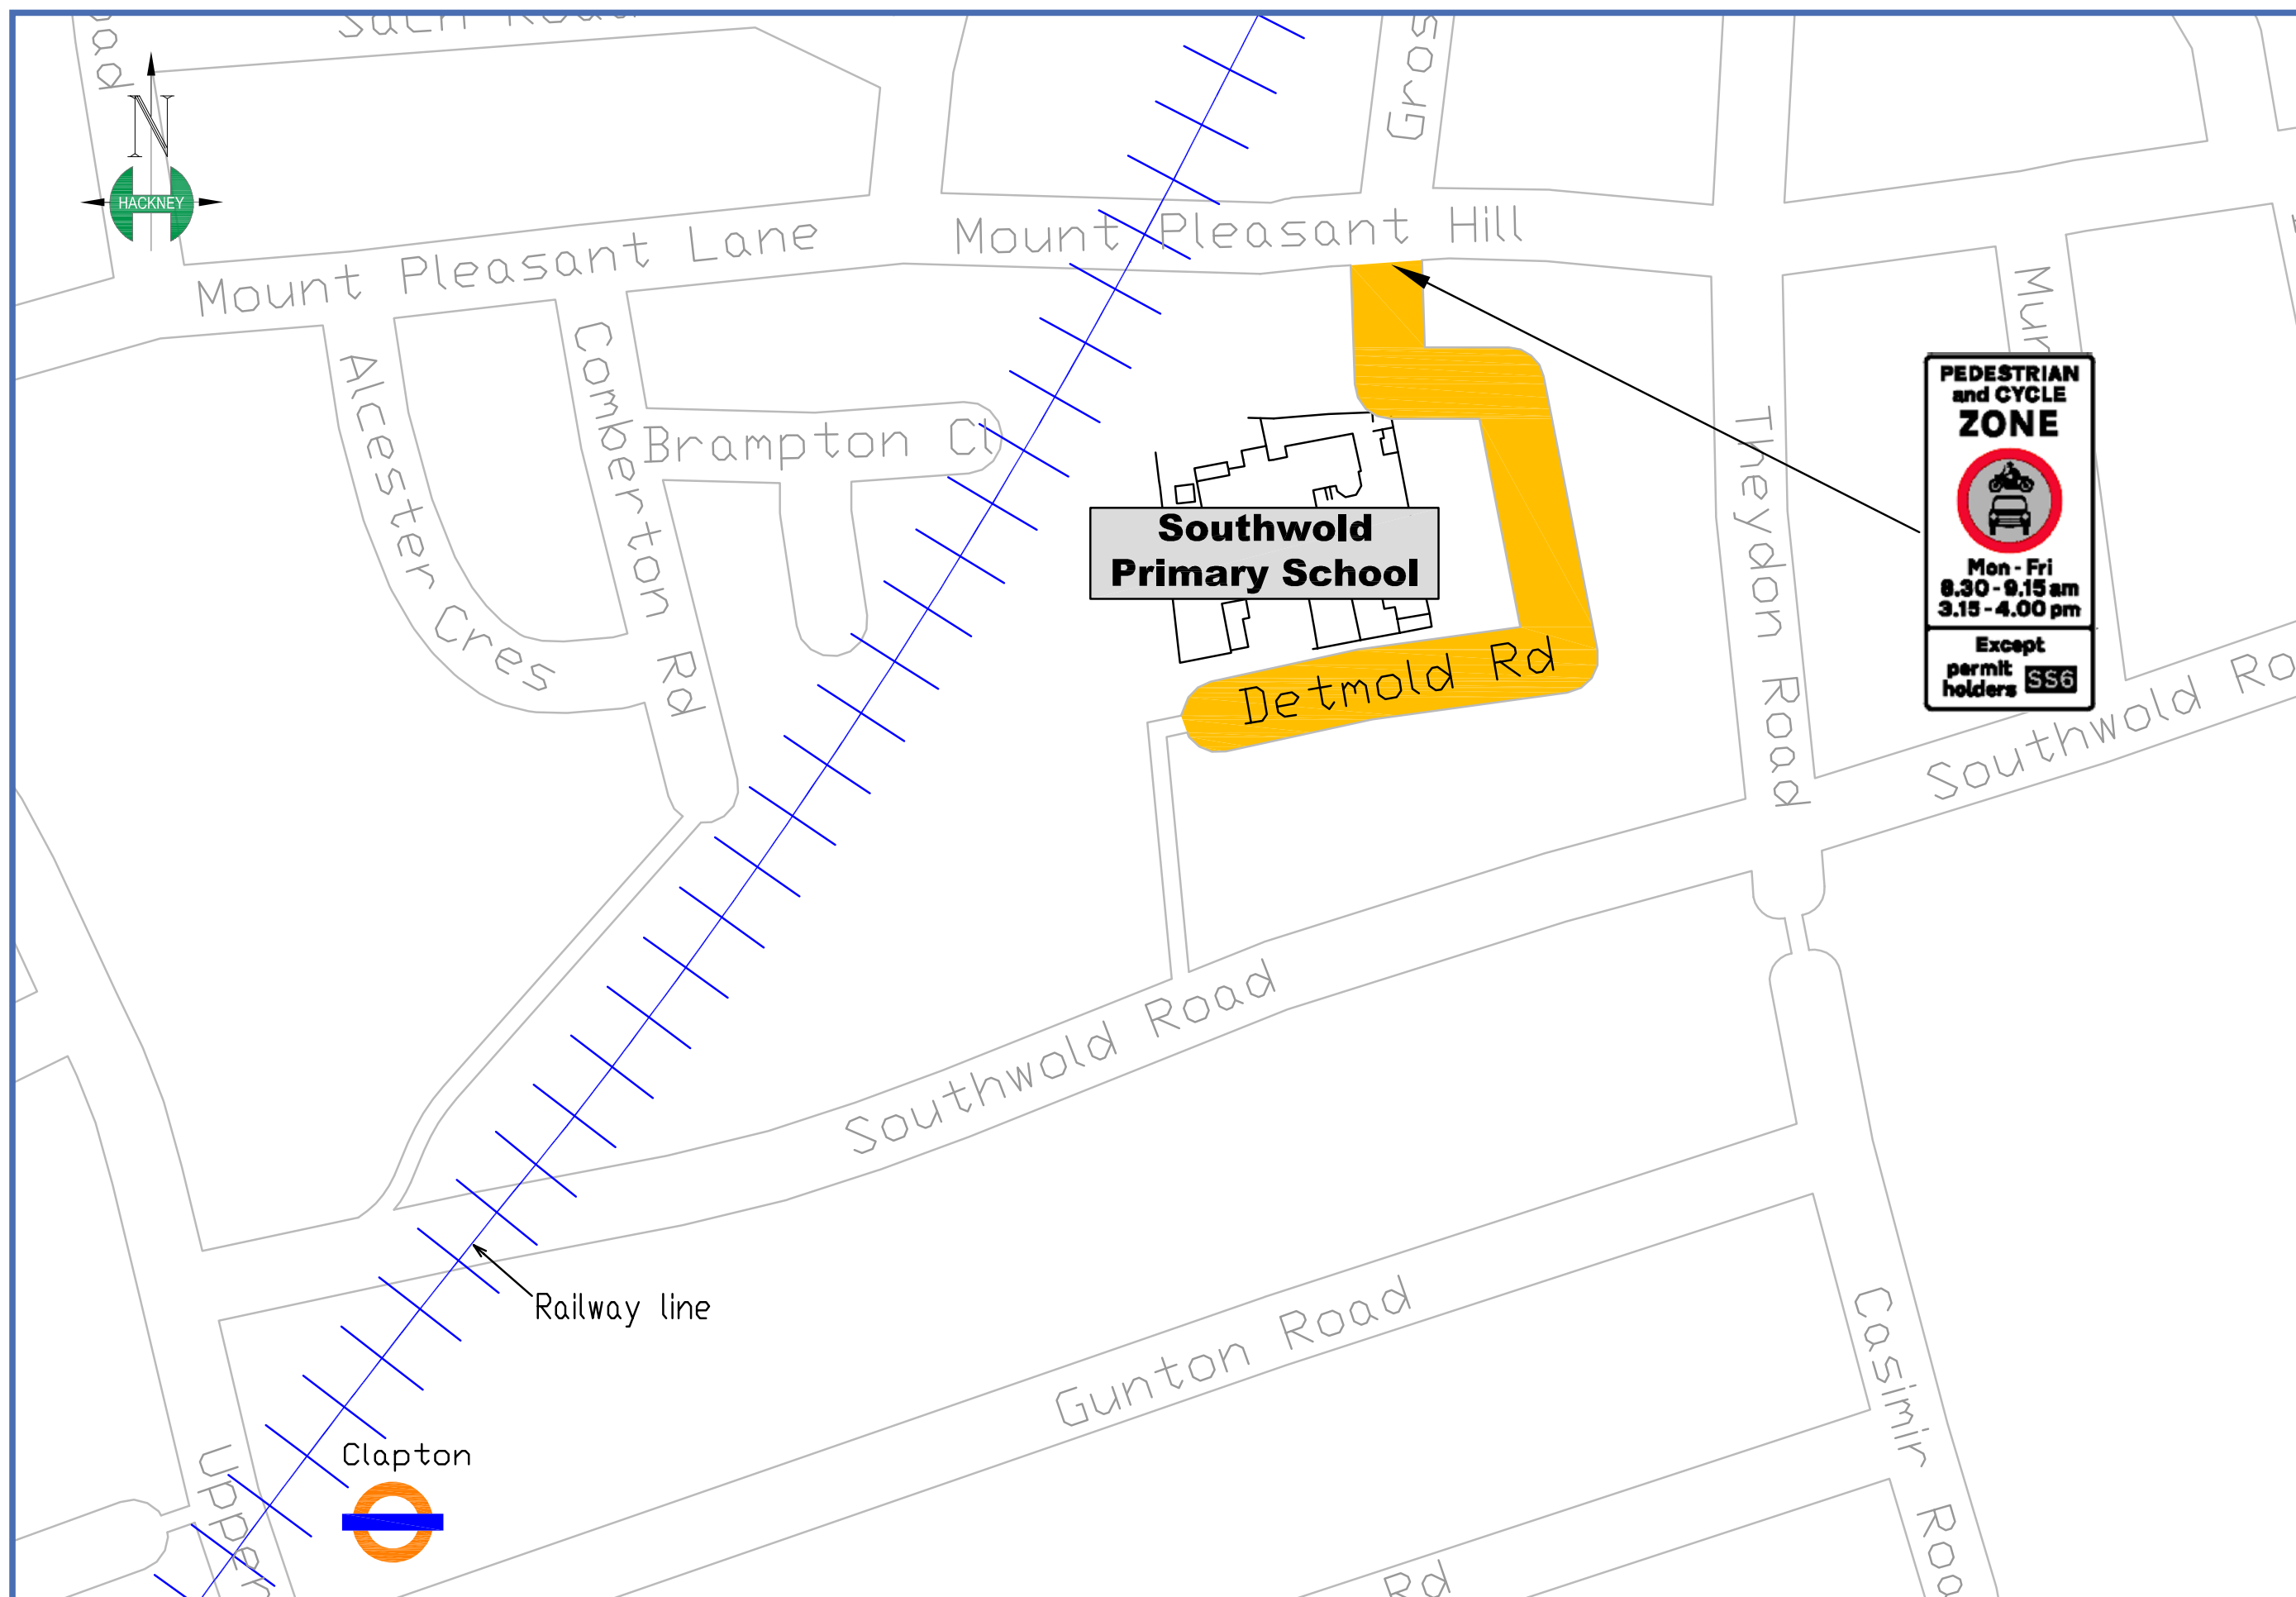 N
HACKNEY
Mount Pleasant Lane
Mount Pleasant Hill
Alcester Cres
Comberton Rd
Brampton Cl
Southwold
Primary School
Detmold Rd
Theydon Road
PEDESTRIAN
and CYCLE
ZONE
Mon - Fri
8.30 - 9.15 am
3.15 - 4.00 pm
Except
permit
holders SS6
Southwold Ro
Southwold Road
Railway line
Gunton Road
Clapton
Upper
Casimir Roa
Rd
Gros
Mur